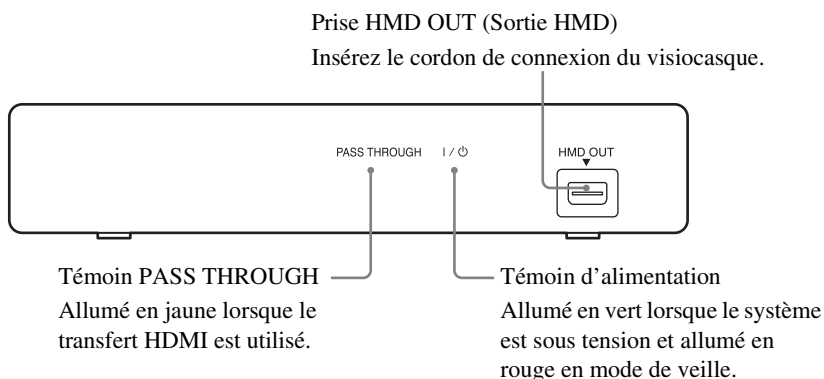 Prise HMD OUT (Sortie HMD)
Insérez le cordon de connexion du visiocasque.
PASS THROUGH I / ⏻ HMD OUT
Témoin PASS THROUGH
Allumé en jaune lorsque le
transfert HDMI est utilisé.
Témoin d’alimentation
Allumé en vert lorsque le système
est sous tension et allumé en
rouge en mode de veille.